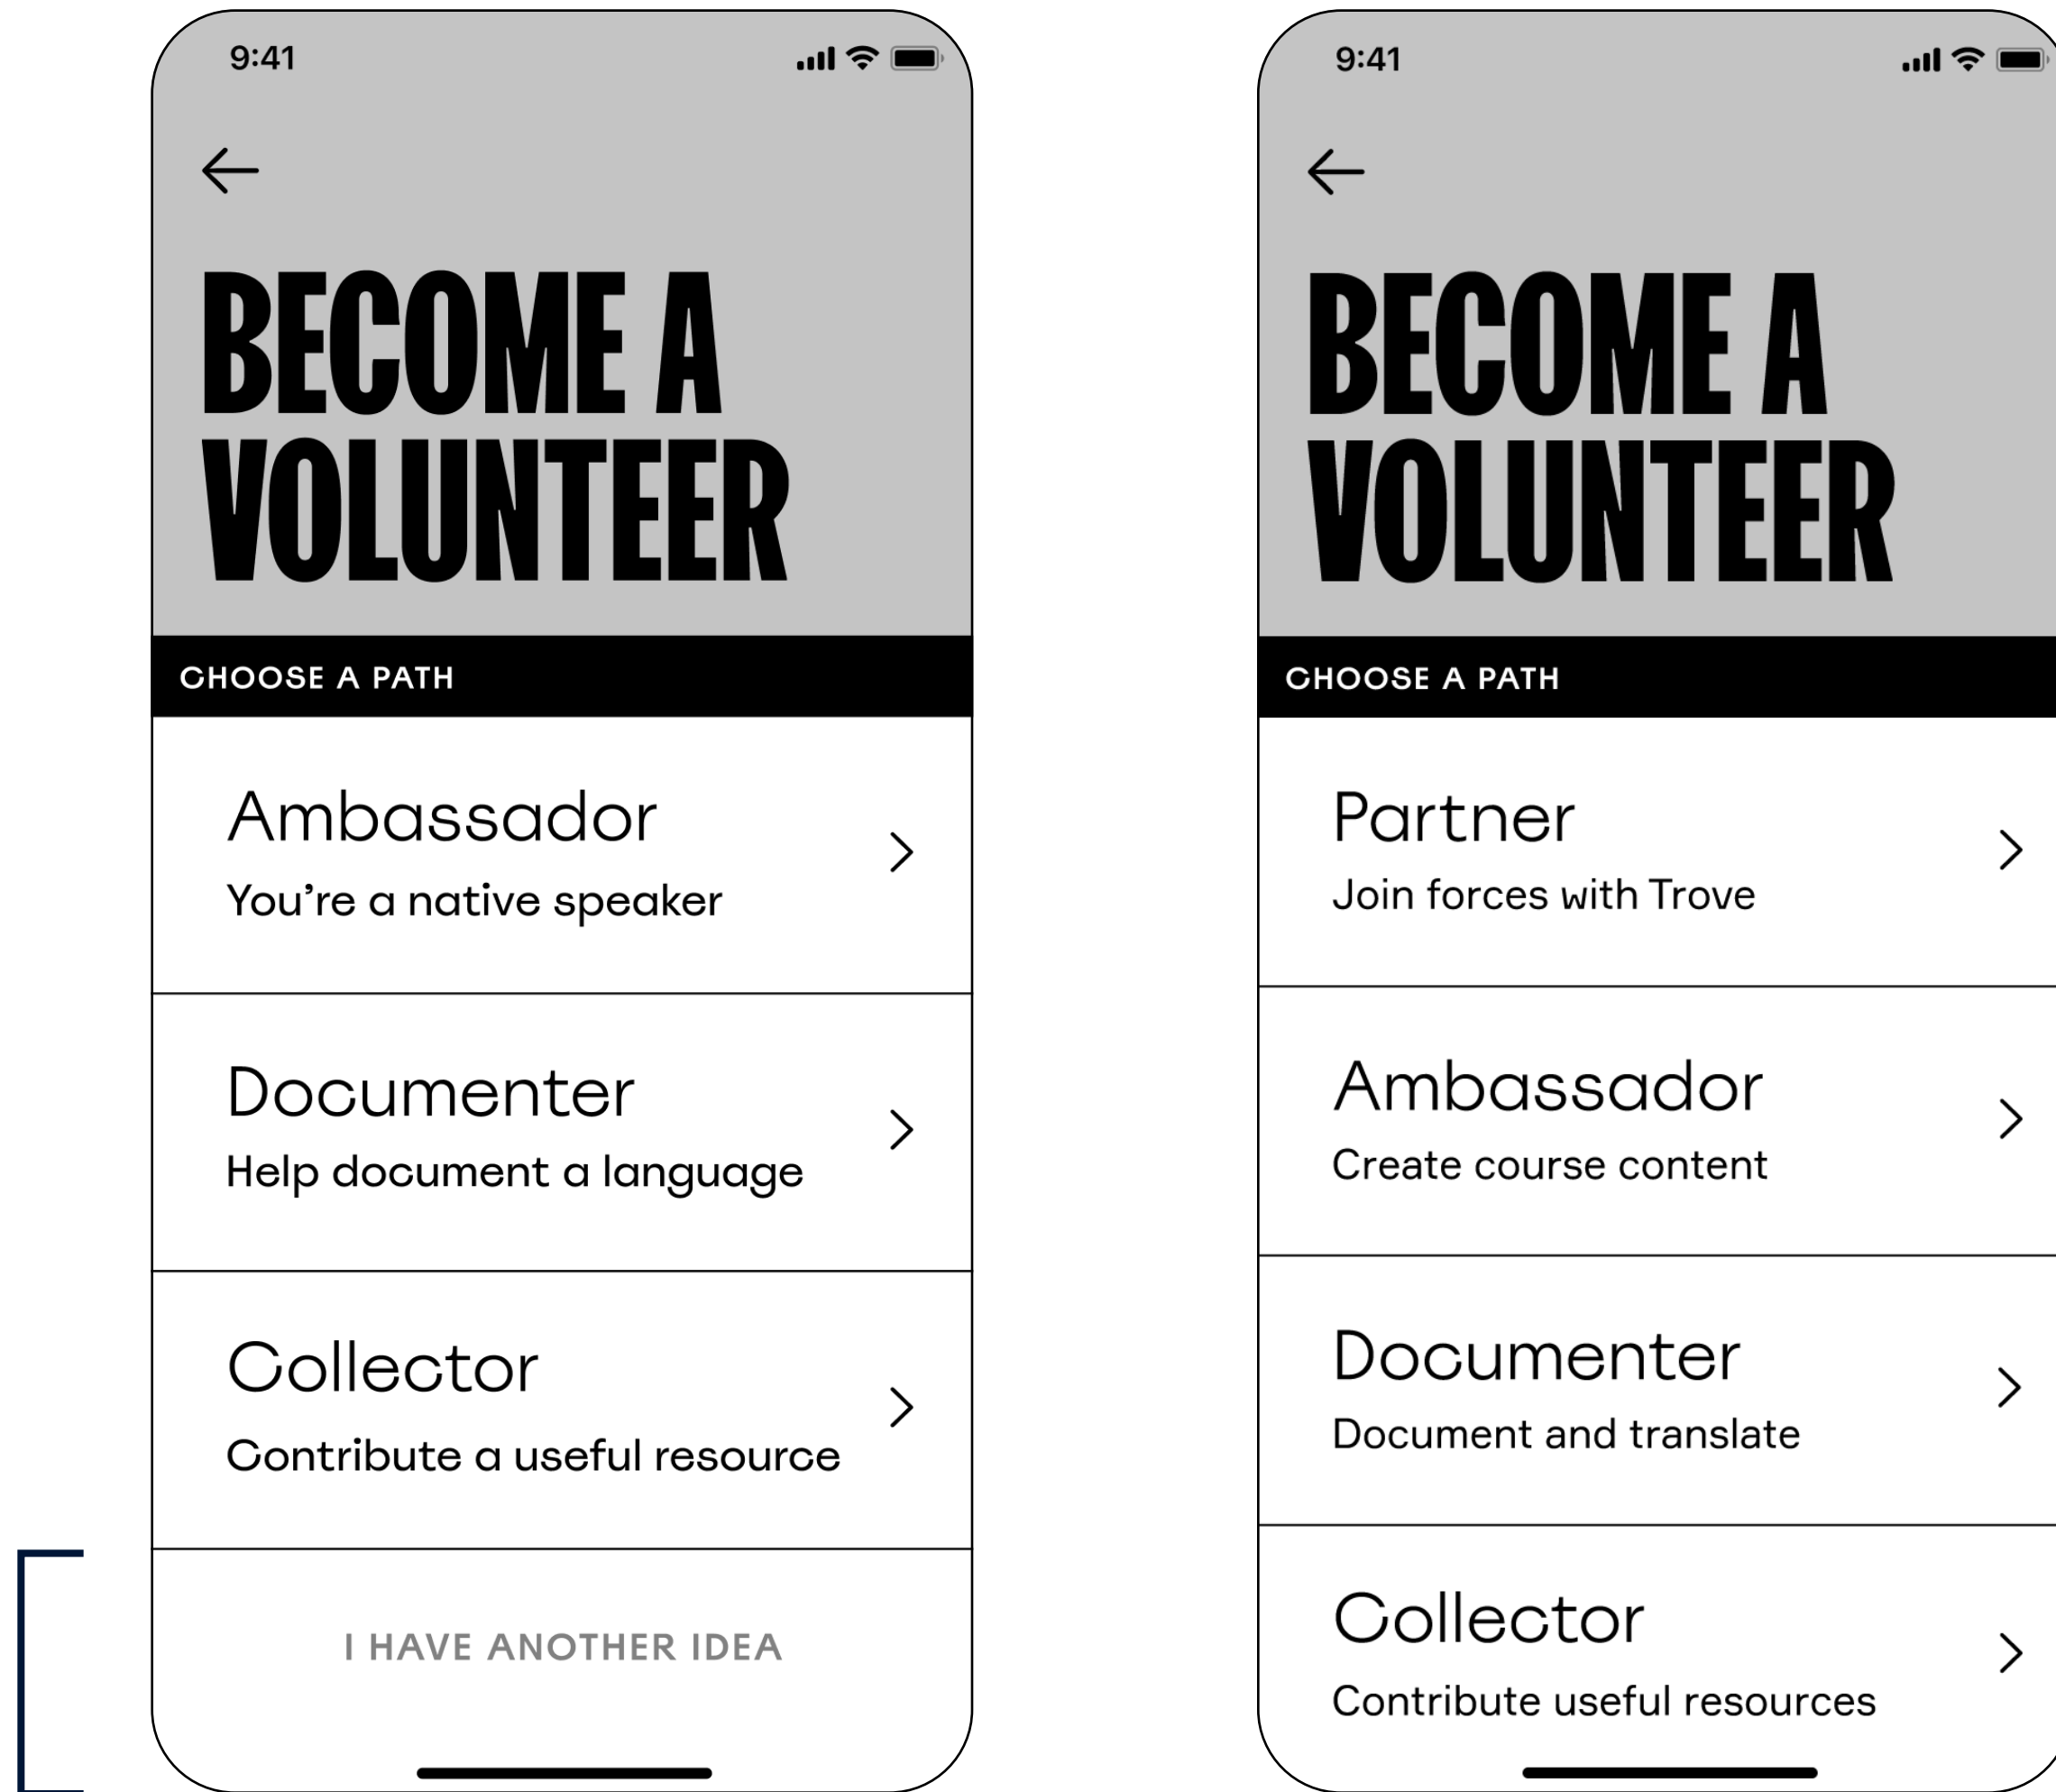 9:41
BECOME A
VOLUNTEER
CHOOSE A PATH
Ambassador
You’re a native speaker
Documenter
Help document a language
Collector
Contribute a useful resource
I HAVE ANOTHER IDEA
9:41
BECOME A
VOLUNTEER
CHOOSE A PATH
Partner
Join forces with Trove
Ambassador
Create course content
Documenter
Document and translate
Collector
Contribute useful resources